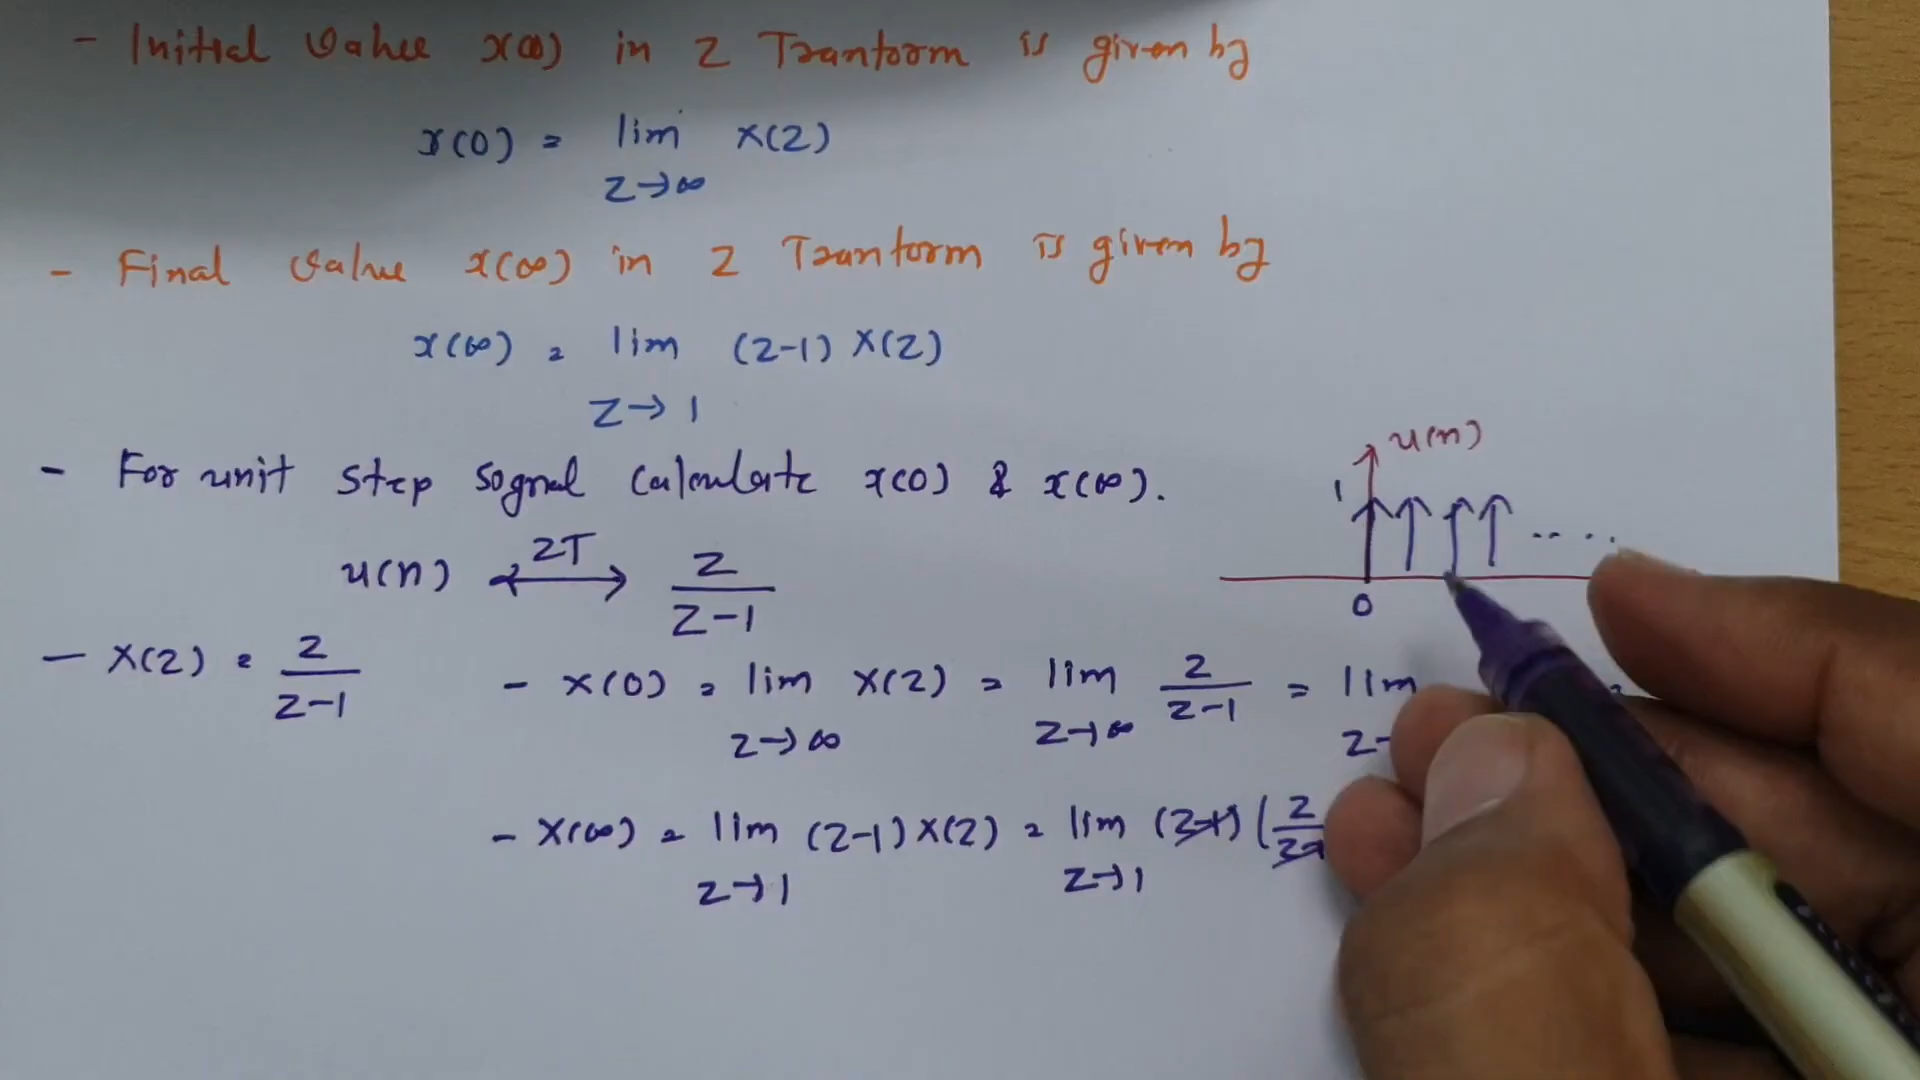 - Initial value x(0) in Z Transform is given by
x(0) = lim X(Z)
Z→∞
- Final value x(∞) in Z Transform is given by
x(∞) = lim (Z-1) X(Z)
Z→1
u(n)
1
- For unit step sognal calculate x(0) & x(∞).
.. . .
u(n) ←ZT→ Z/(Z-1)
0
- X(Z) = Z/(Z-1)
- x(0) = lim X(Z) = lim Z/(Z-1) = lim
Z→∞ Z→∞ Z→
- x(∞) = lim (Z-1) X(Z) = lim (Z-1) (Z/
Z→1 Z→1